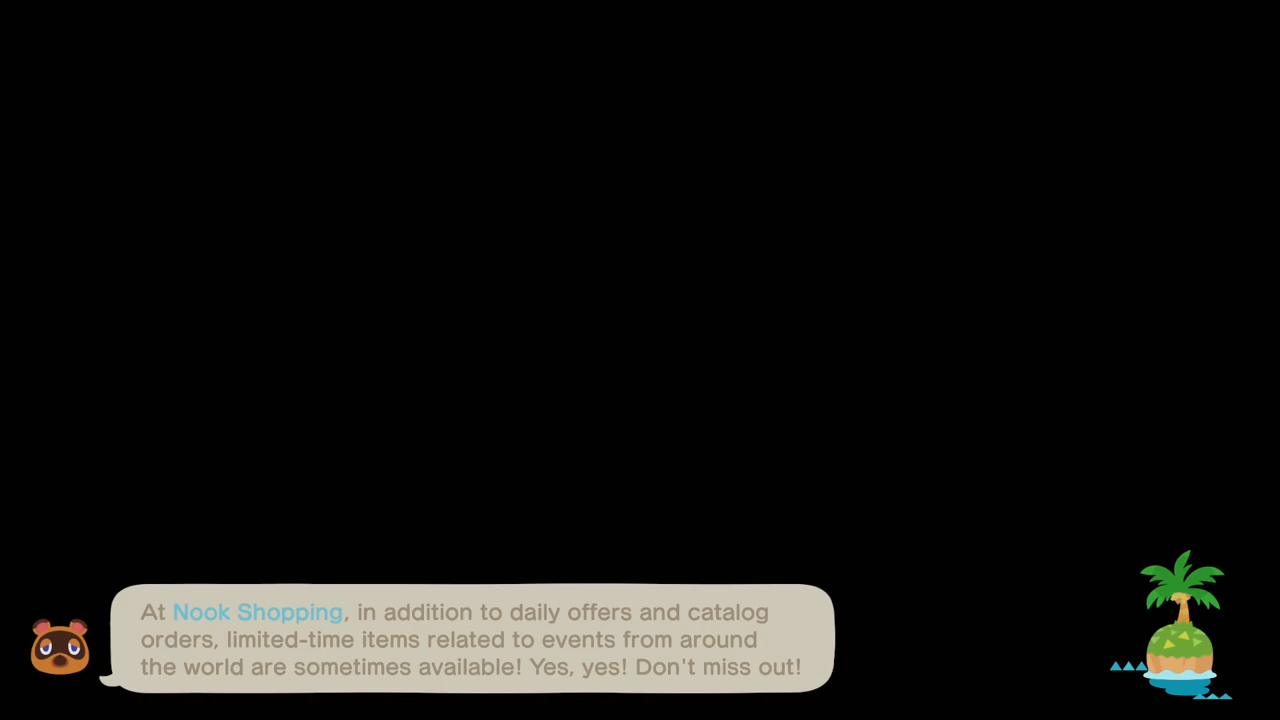 At Nook Shopping, in addition to daily offers and catalog
orders, limited-time items related to events from around
the world are sometimes available! Yes, yes! Don't miss out!